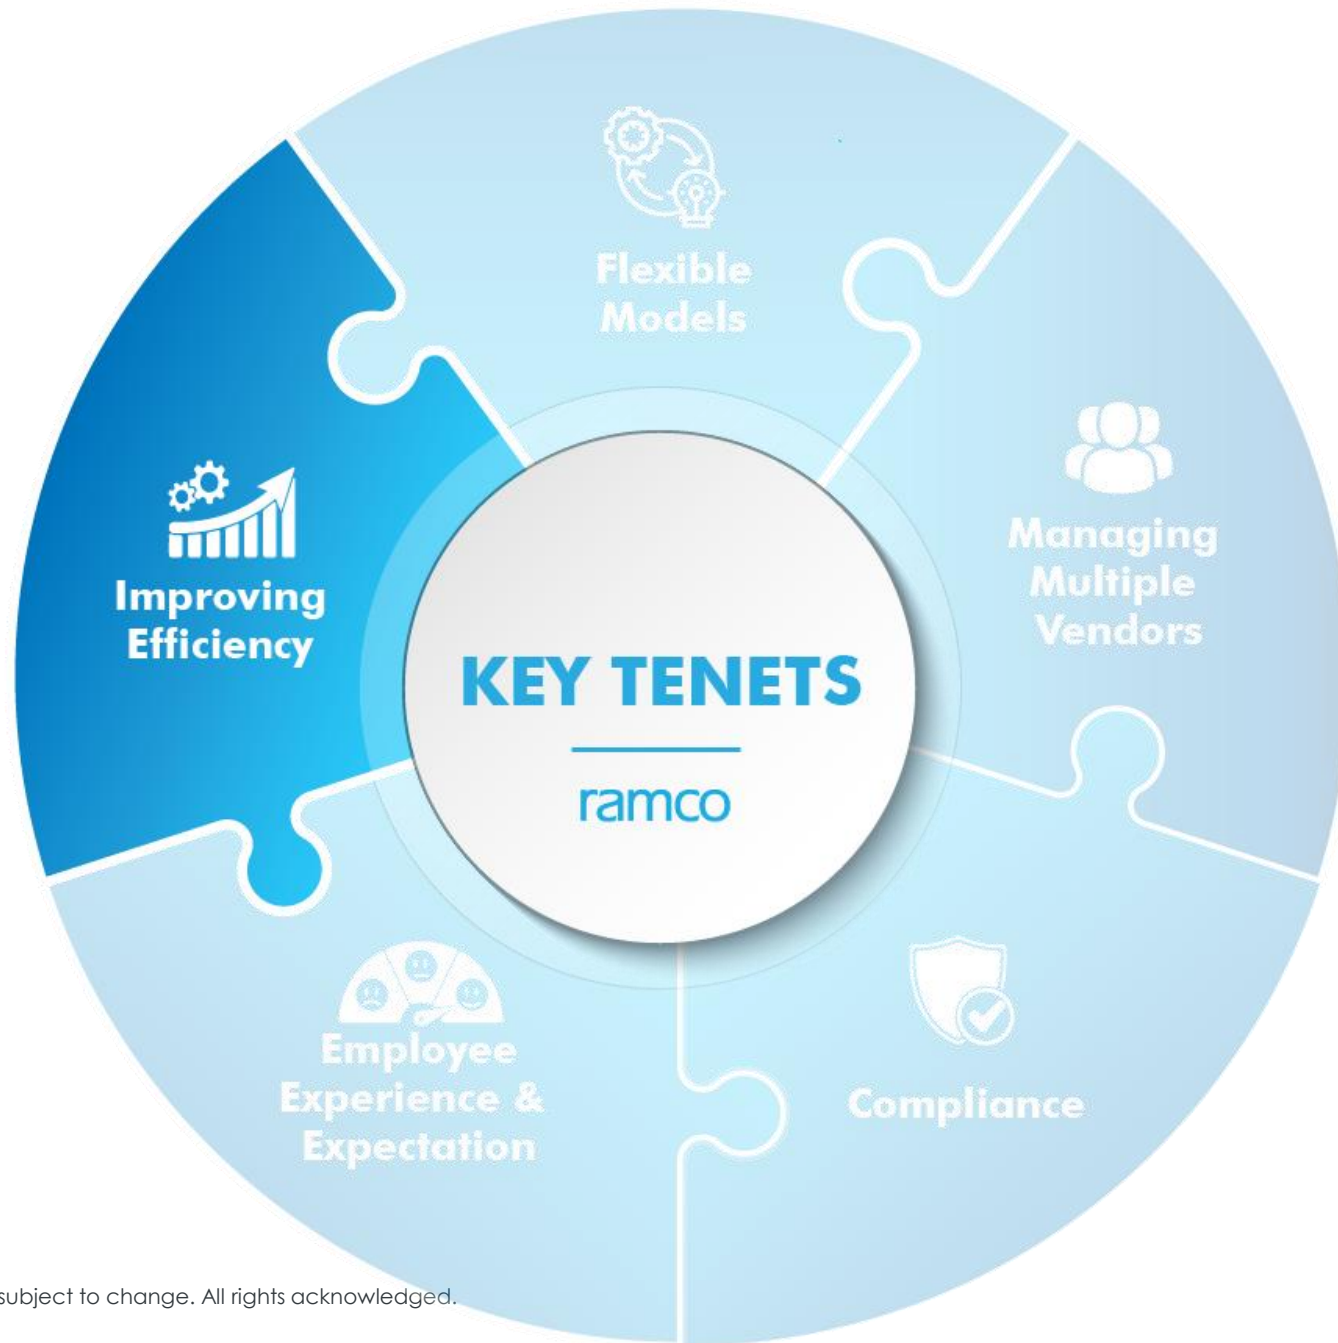 Flexible
Models
Managing
Multiple
Vendors
Improving
Efficiency
KEY TENETS
ramco
Employee
Experience &
Expectation
Compliance
subject to change. All rights acknowledged.